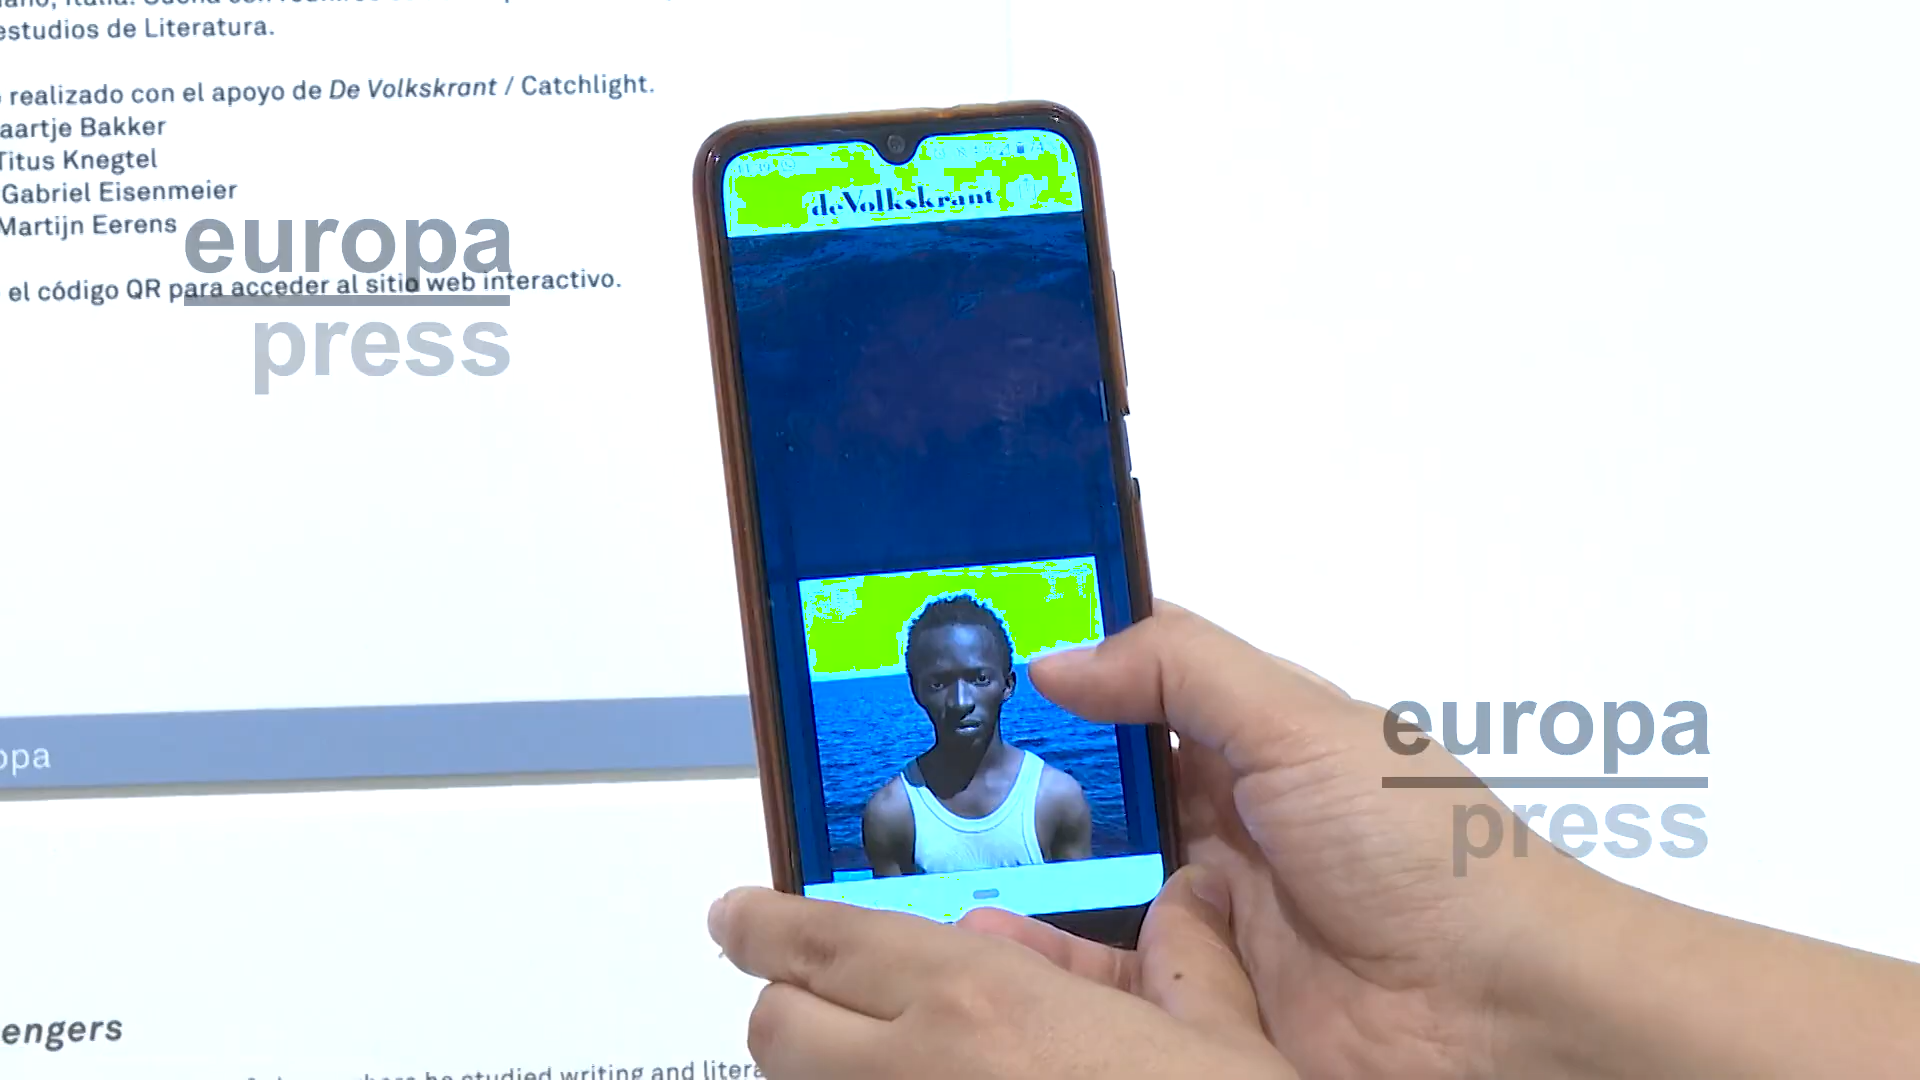 estudios de Literatura.
realizado con el apoyo de De Volkskrant / Catchlight.
aartje Bakker
Titus Knegtel
Gabriel Eisenmeier
Martijn Eerens
el código QR para acceder al sitio web interactivo.
europa
press
deVolkskrant
opa
europa
press
engers
he studied writing and litera